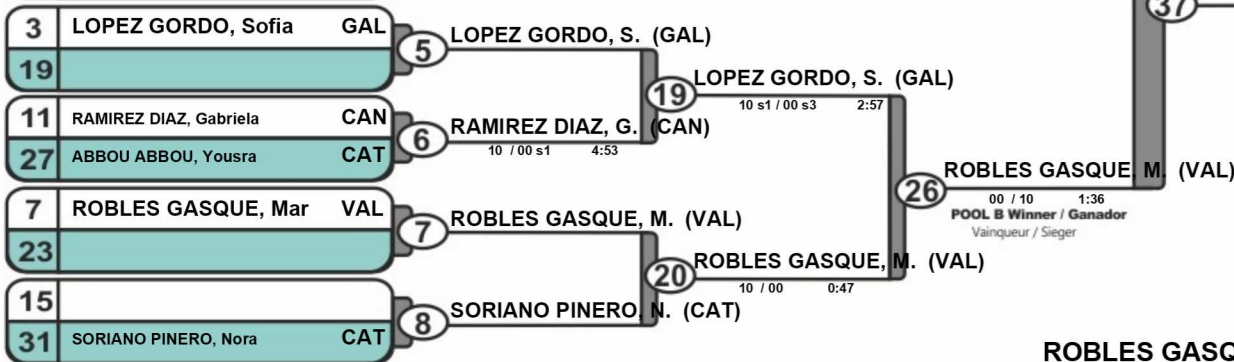 3 LOPEZ GORDO, Sofia GAL
19
5 LOPEZ GORDO, S. (GAL)
11 RAMIREZ DIAZ, Gabriela CAN
27 ABBOU ABBOU, Yousra CAT
6 RAMIREZ DIAZ, G. (CAN)
10 / 00 s1 4:53
19 LOPEZ GORDO, S. (GAL)
10 s1 / 00 s3 2:57
7 ROBLES GASQUE, Mar VAL
23
7 ROBLES GASQUE, M. (VAL)
15
31 SORIANO PINERO, Nora CAT
8 SORIANO PINERO, N. (CAT)
20 ROBLES GASQUE, M. (VAL)
10 / 00 0:47
26 ROBLES GASQUE, M. (VAL)
00 / 10 1:36
POOL B Winner / Ganador
Vainqueur / Sieger
37
ROBLES GASQ